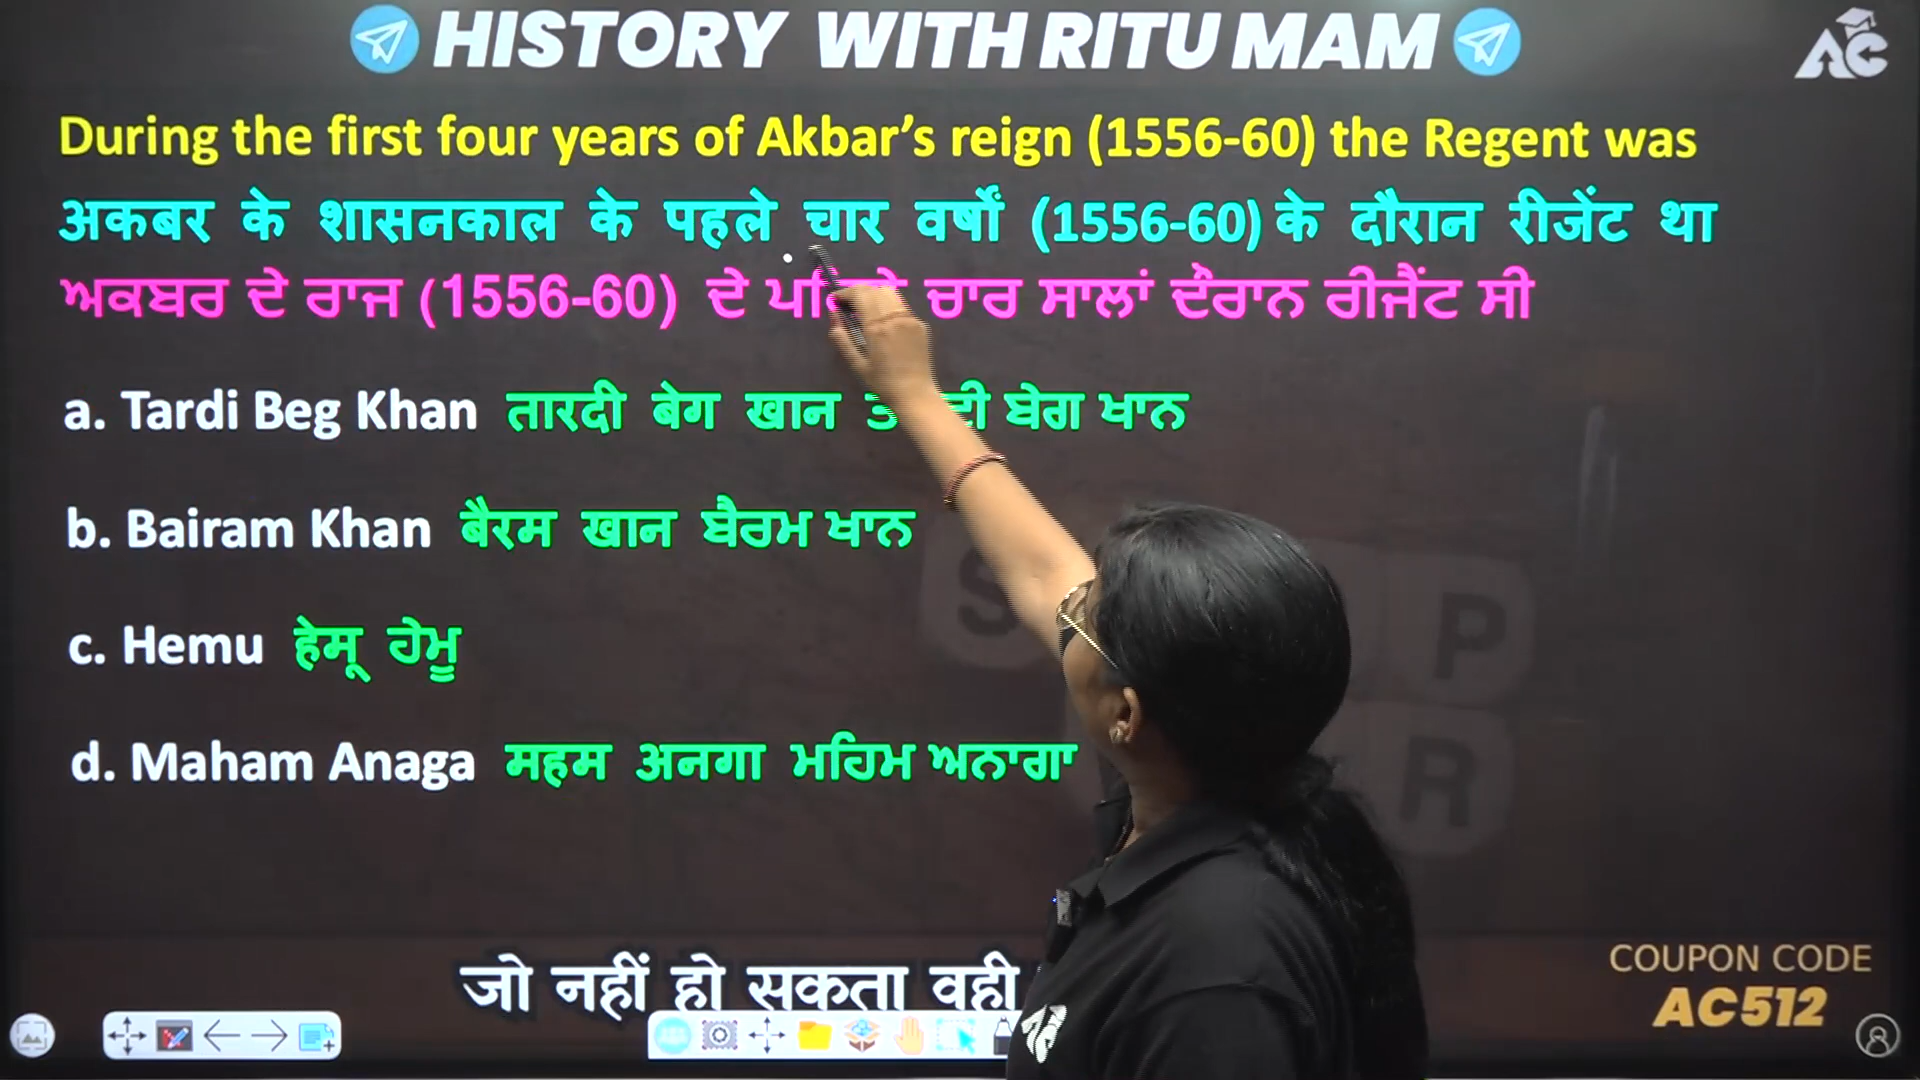 HISTORY WITH RITU MAM
AC
During the first four years of Akbar’s reign (1556-60) the Regent was
अकबर के शासनकाल के पहले चार वर्षों (1556-60) के दौरान रीजेंट था
ਅਕਬਰ ਦੇ ਰਾਜ (1556-60) ਦੇ ਚਾਰ ਸਾਲਾਂ ਦੌਰਾਨ ਰੀਜੈਂਟ ਸੀ
a. Tardi Beg Khan तारदी बेग खान ਬੇਗ ਖਾਨ
b. Bairam Khan बैरम खान ਬੈਰਮ ਖਾਨ
c. Hemu हेमू ਹੇਮੂ
d. Maham Anaga महम अनगा ਮਹਿਮ ਅਨਾਗਾ
S P
R
जो नहीं हो सकता वही
COUPON CODE
AC512